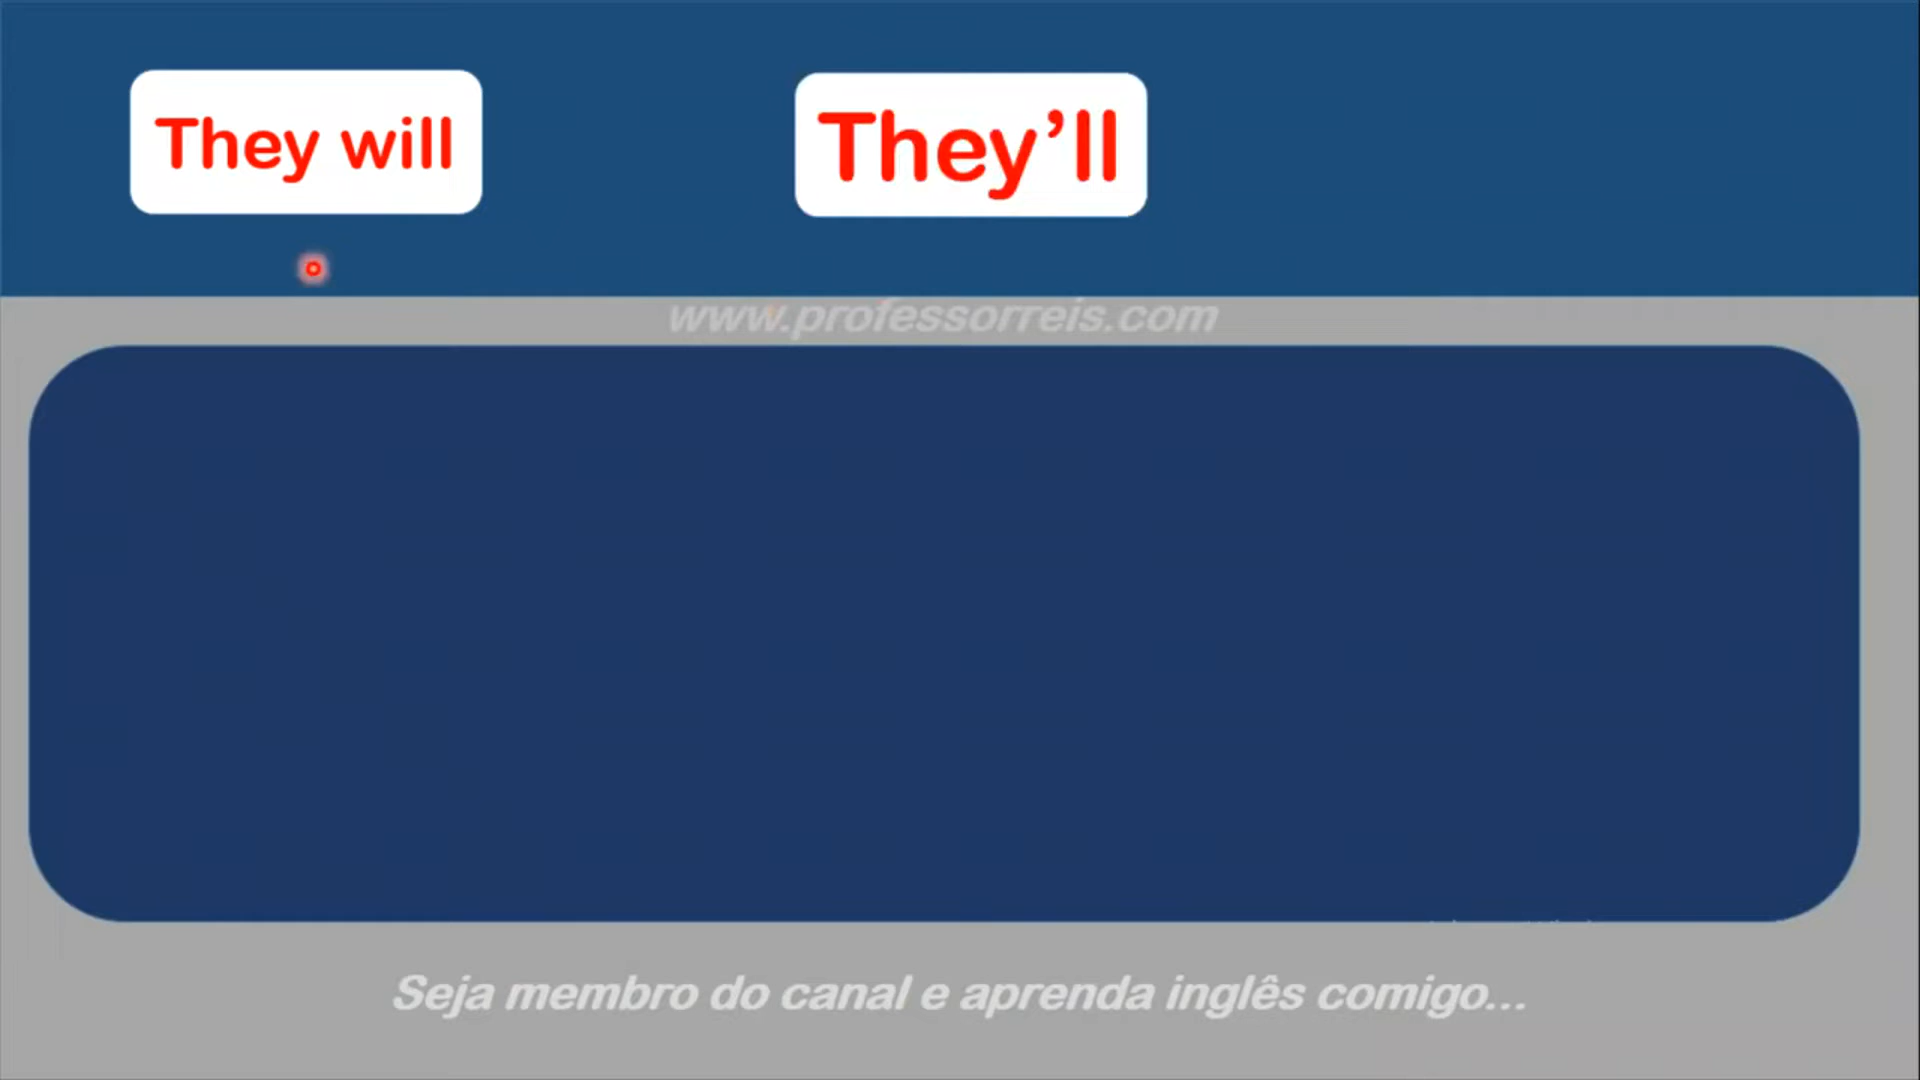 They will
They’ll
www.professorreis.com
Seja membro do canal e aprenda inglês comigo...